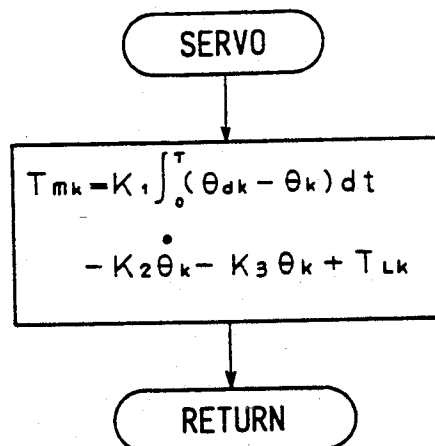 SERVO
Tmk=K1∫₀ᵀ(θdk-θk)dt
-K2θ̇k-K3θk+TLk
RETURN